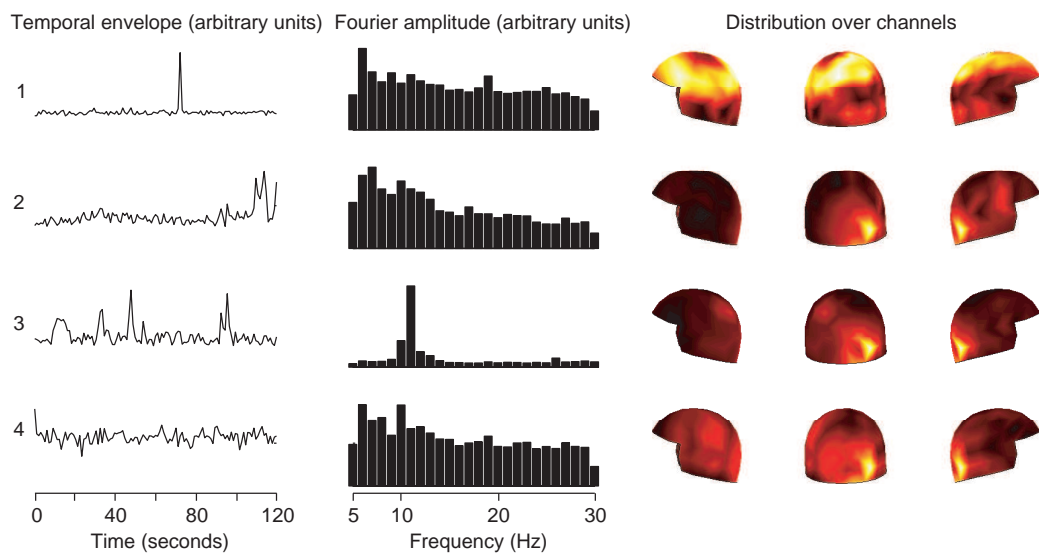 Temporal envelope (arbitrary units) Fourier amplitude (arbitrary units) Distribution over channels
1
2
3
4
0 40 80 120 5 10 20 30
Time (seconds) Frequency (Hz)